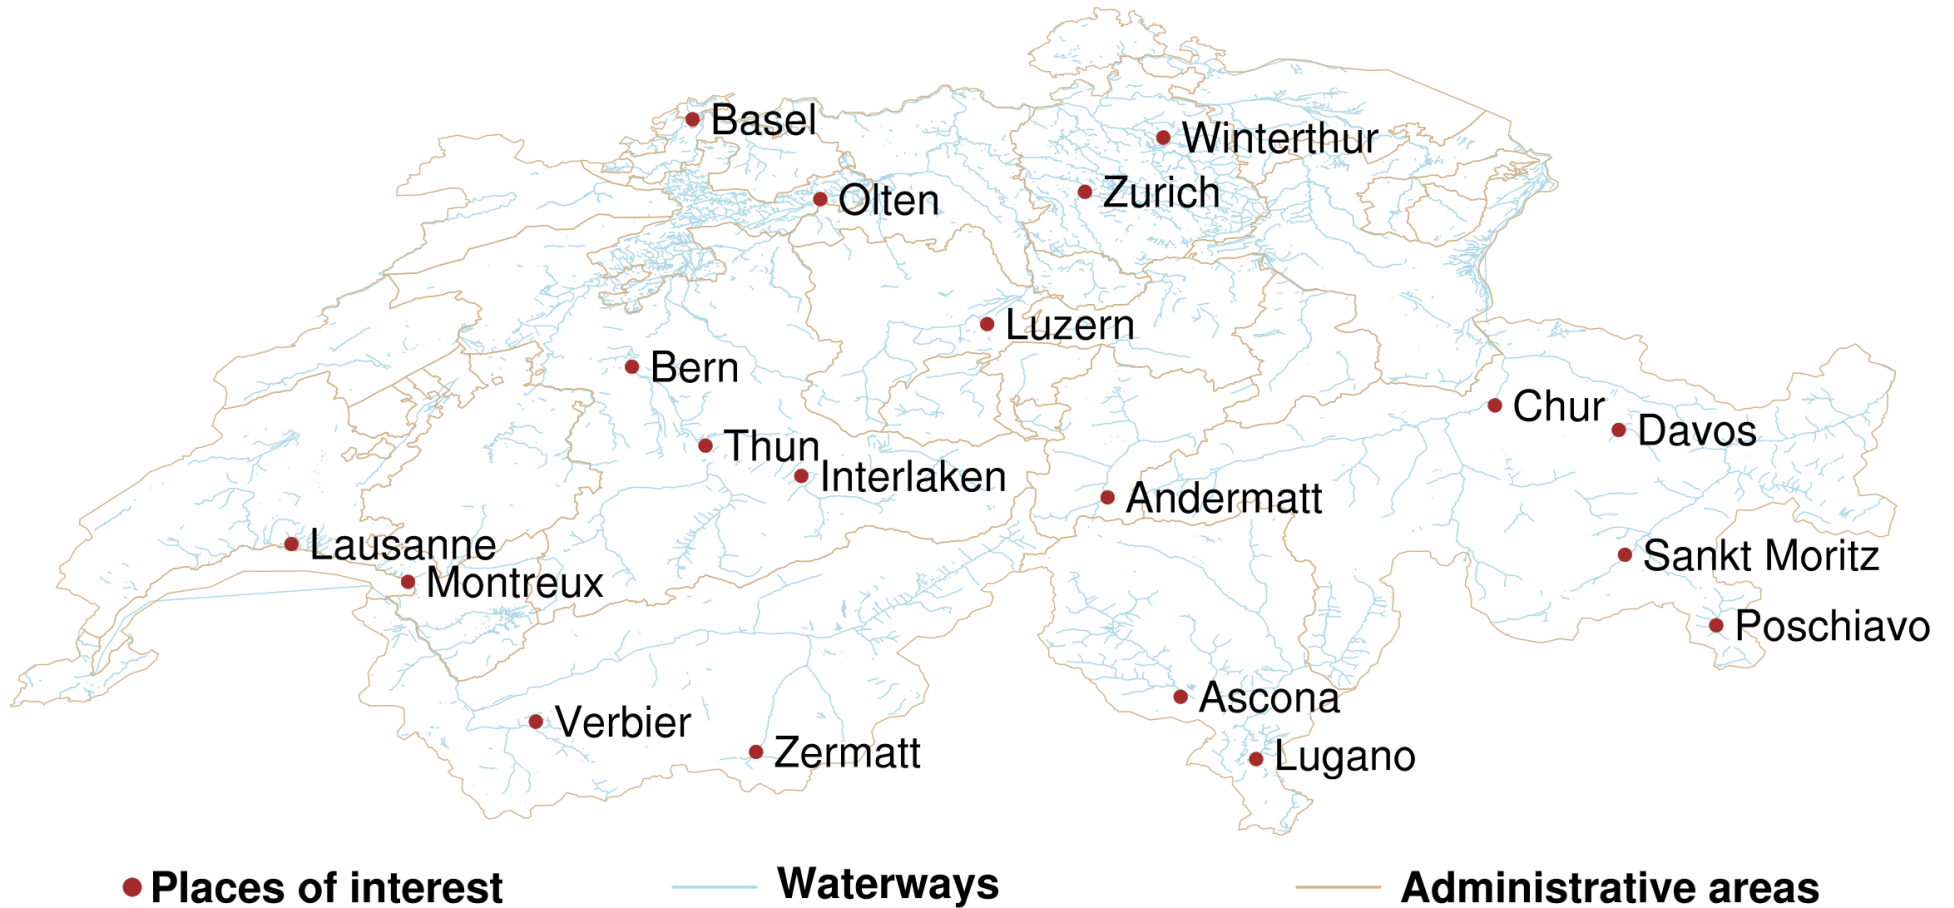 Basel
Winterthur
Olten
Zurich
Luzern
Bern
Chur
Davos
Thun
Interlaken
Andermatt
Lausanne
Sankt Moritz
Montreux
Poschiavo
Ascona
Verbier
Zermatt
Lugano
Places of interest
Waterways
Administrative areas